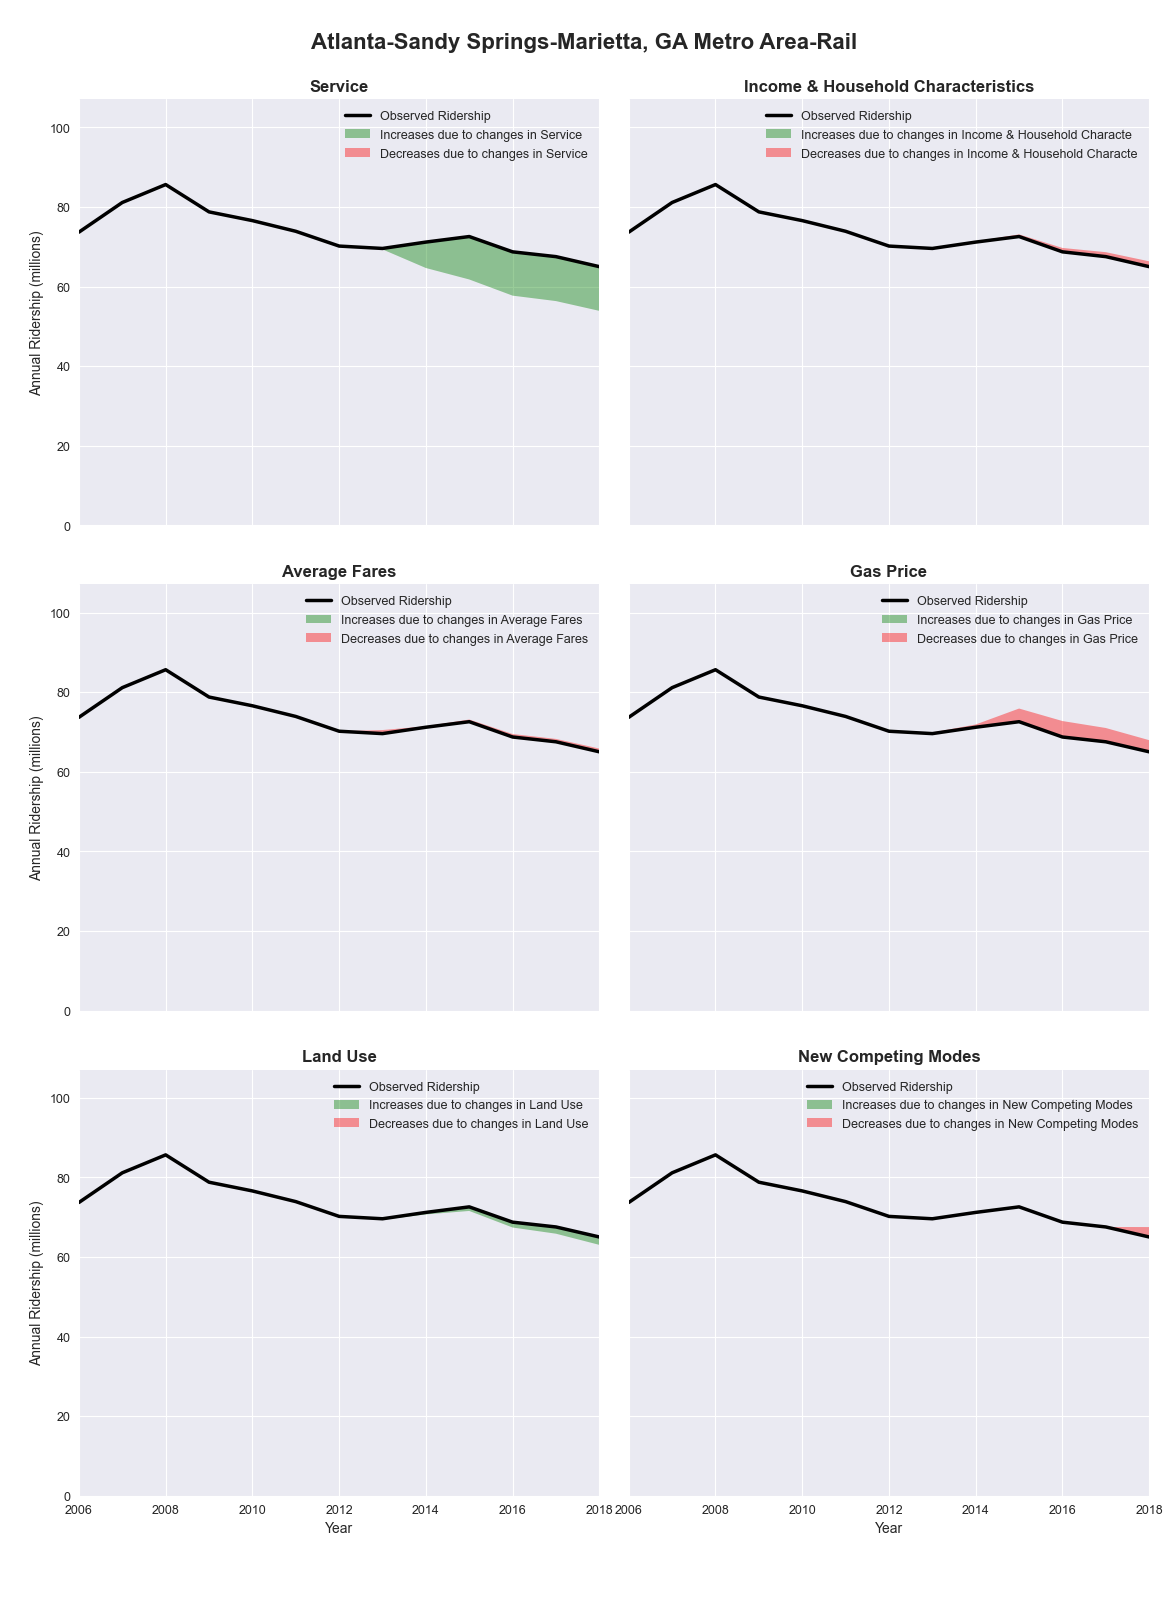 Atlanta-Sandy Springs-Marietta, GA Metro Area-Rail
Service
Observed Ridership
Increases due to changes in Service
Decreases due to changes in Service
100
80
60
40
20
0
Annual Ridership (millions)
Income & Household Characteristics
Observed Ridership
Increases due to changes in Income & Household Characte
Decreases due to changes in Income & Household Characte
Average Fares
Observed Ridership
Increases due to changes in Average Fares
Decreases due to changes in Average Fares
100
80
60
40
20
0
Annual Ridership (millions)
Gas Price
Observed Ridership
Increases due to changes in Gas Price
Decreases due to changes in Gas Price
Land Use
Observed Ridership
Increases due to changes in Land Use
Decreases due to changes in Land Use
100
80
60
40
20
0
Annual Ridership (millions)
2006 2008 2010 2012 2014 2016 2018
Year
New Competing Modes
Observed Ridership
Increases due to changes in New Competing Modes
Decreases due to changes in New Competing Modes
2006 2008 2010 2012 2014 2016 2018
Year